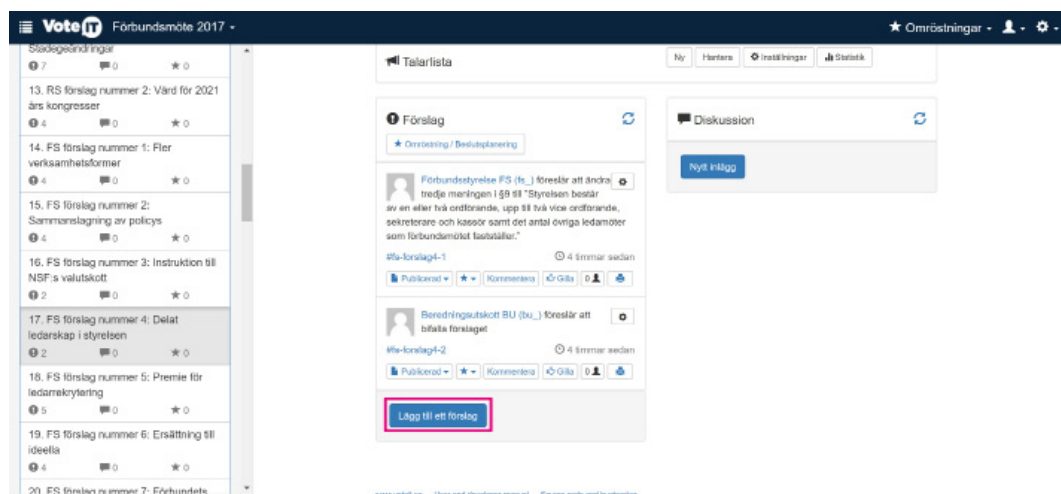 VoteIT Förbundsmöte 2017
Omröstningar
Stadgeändringar
7 0 0
13. RS förslag nummer 2: Värd för 2021
års kongresser
4 0 0
14. FS förslag nummer 1: Fler
verksamhetsformer
4 0 0
15. FS förslag nummer 2:
Sammanslagning av policys
4 0 0
16. FS förslag nummer 3: Instruktion till
NSF:s valutskott
2 0 0
17. FS förslag nummer 4: Delat
ledarskap i styrelsen
2 0 0
18. FS förslag nummer 5: Premie för
ledarrekrytering
5 0 0
19. FS förslag nummer 6: Ersättning till
ideella
4 0 0
20. FS förslag nummer 7: Förbundets
Talarlista
Ny Hantera Inställningar Statistik
Förslag
Omröstning / Beslutsplanering
Förbundsstyrelse FS (fs_) föreslår att ändra
tredje meningen i §9 till "Styrelsen består
av en eller två ordförande, upp till två vice ordförande,
sekreterare och kassör samt det antal övriga ledamöter
som förbundsmötet fastställer."
#fs-forslag4-1 4 timmar sedan
Publicerad Kommentera Gilla 0
Beredningsutskott BU (bu_) föreslår att
bifalla förslaget
#fs-forslag4-2 4 timmar sedan
Publicerad Kommentera Gilla 0
Lägg till ett förslag
Diskussion
Nytt inlägg